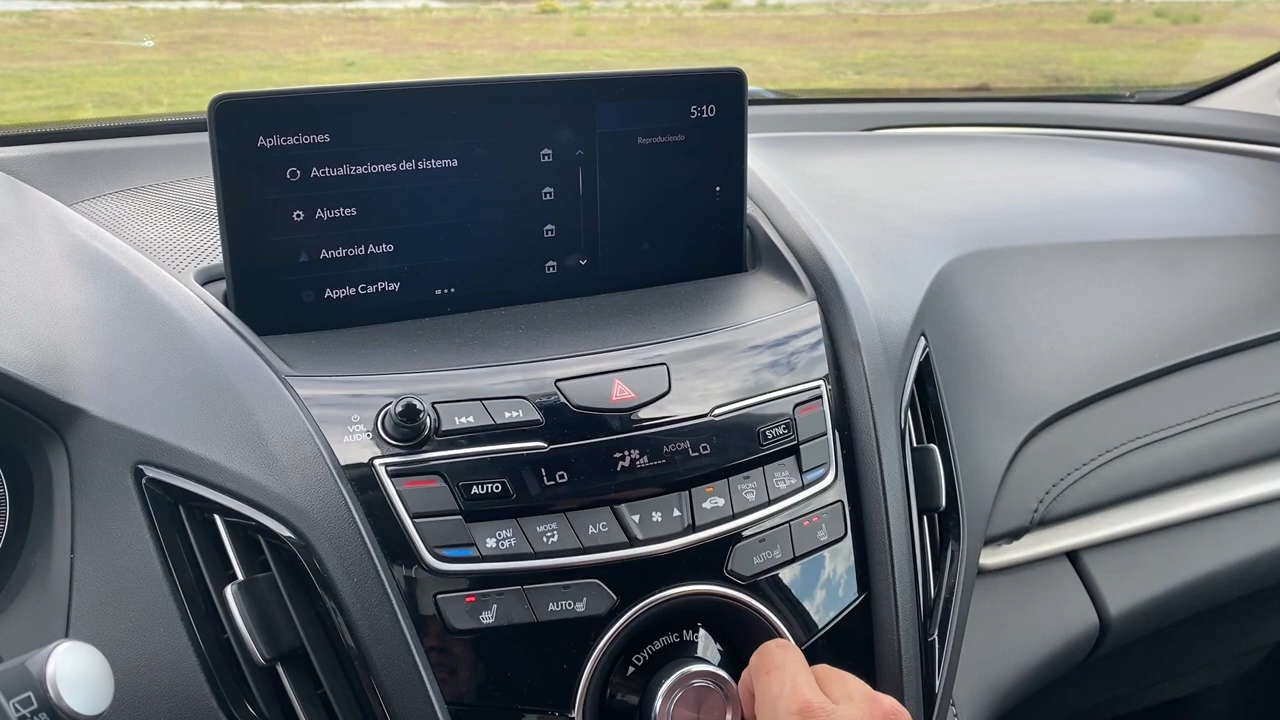 5:10
Aplicaciones
Reproduciendo
Actualizaciones del sistema
Ajustes
Android Auto
Apple CarPlay
VOL
AUDIO
SYNC
A/CON
Lo
Lo
AUTO
ON/
OFF
MODE
A/C
FRONT
REAR
AUTO
AUTO
Dynamic Mo